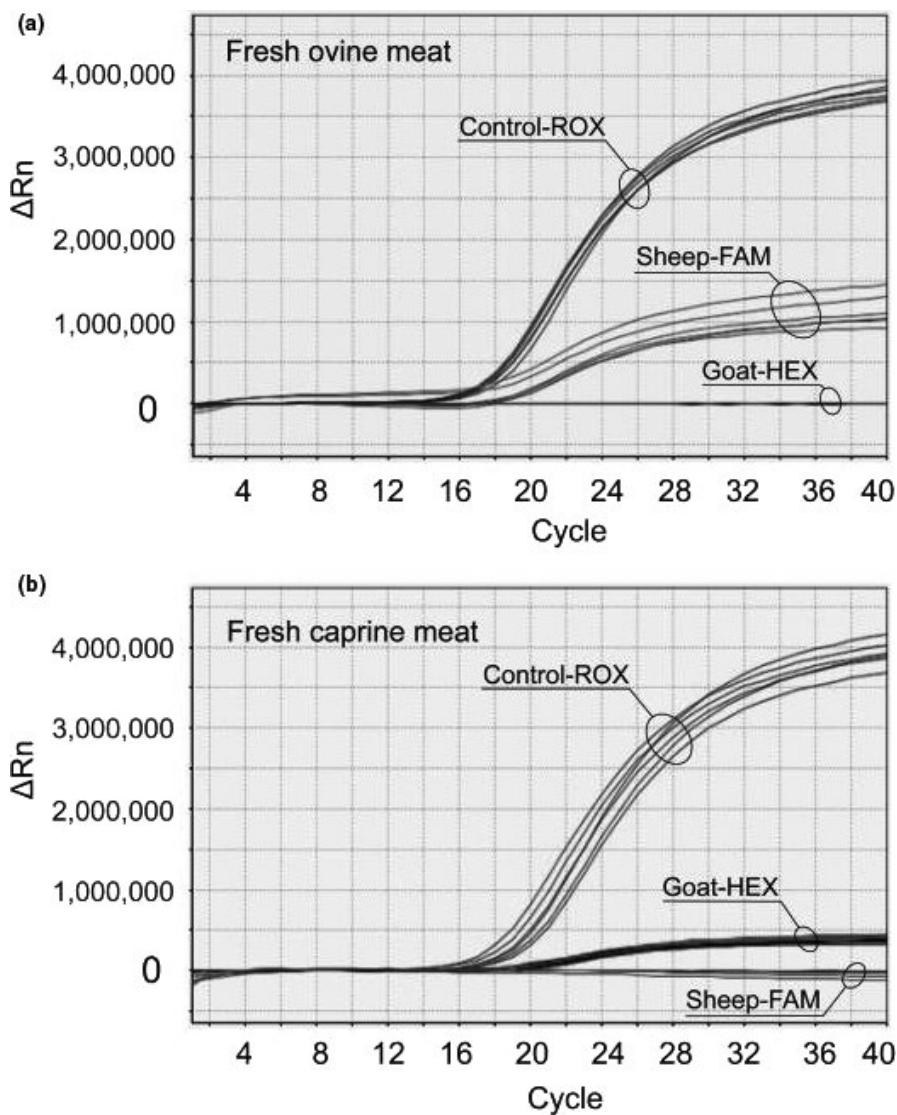 (a)
Fresh ovine meat
4,000,000
Control-ROX
3,000,000
ΔRn
2,000,000
Sheep-FAM
1,000,000
Goat-HEX
0
4 8 12 16 20 24 28 32 36 40
Cycle
(b)
Fresh caprine meat
4,000,000
Control-ROX
3,000,000
ΔRn
2,000,000
1,000,000
Goat-HEX
0
Sheep-FAM
4 8 12 16 20 24 28 32 36 40
Cycle